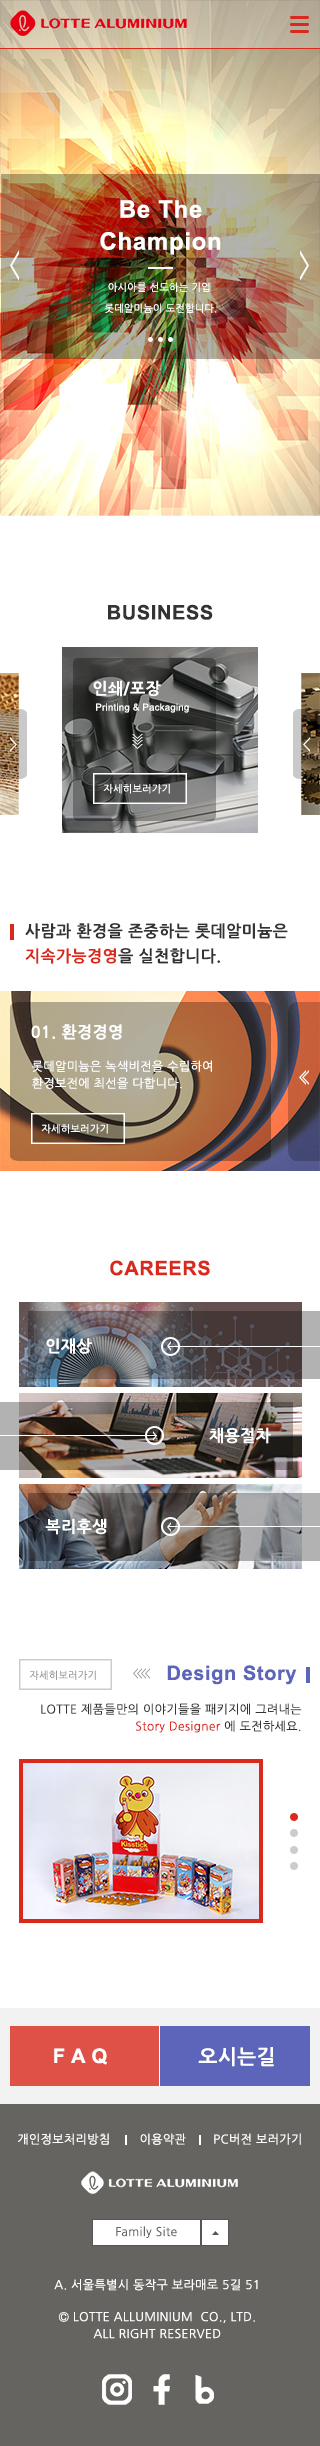 LOTTE ALUMINIUM
Be The
Champion
아시아를 선도하는 기업
롯데알미늄이 도전합니다.
BUSINESS
인쇄/포장
Printing & Packaging
자세히보러가기
사람과 환경을 존중하는 롯데알미늄은
지속가능경영을 실천합니다.
01. 환경경영
롯데알미늄은 녹색비전을 수립하여
환경보전에 최선을 다합니다.
자세히보러가기
CAREERS
인재상
채용절차
복리후생
자세히보러가기
Design Story
LOTTE 제품들만의 이야기들을 패키지에 그려내는
Story Designer 에 도전하세요.
Kisstick
F A Q
오시는길
개인정보처리방침
이용약관
PC버전 보러가기
LOTTE ALUMINIUM
Family Site
A. 서울특별시 동작구 보라매로 5길 51
© LOTTE ALLUMINIUM CO., LTD.
ALL RIGHT RESERVED